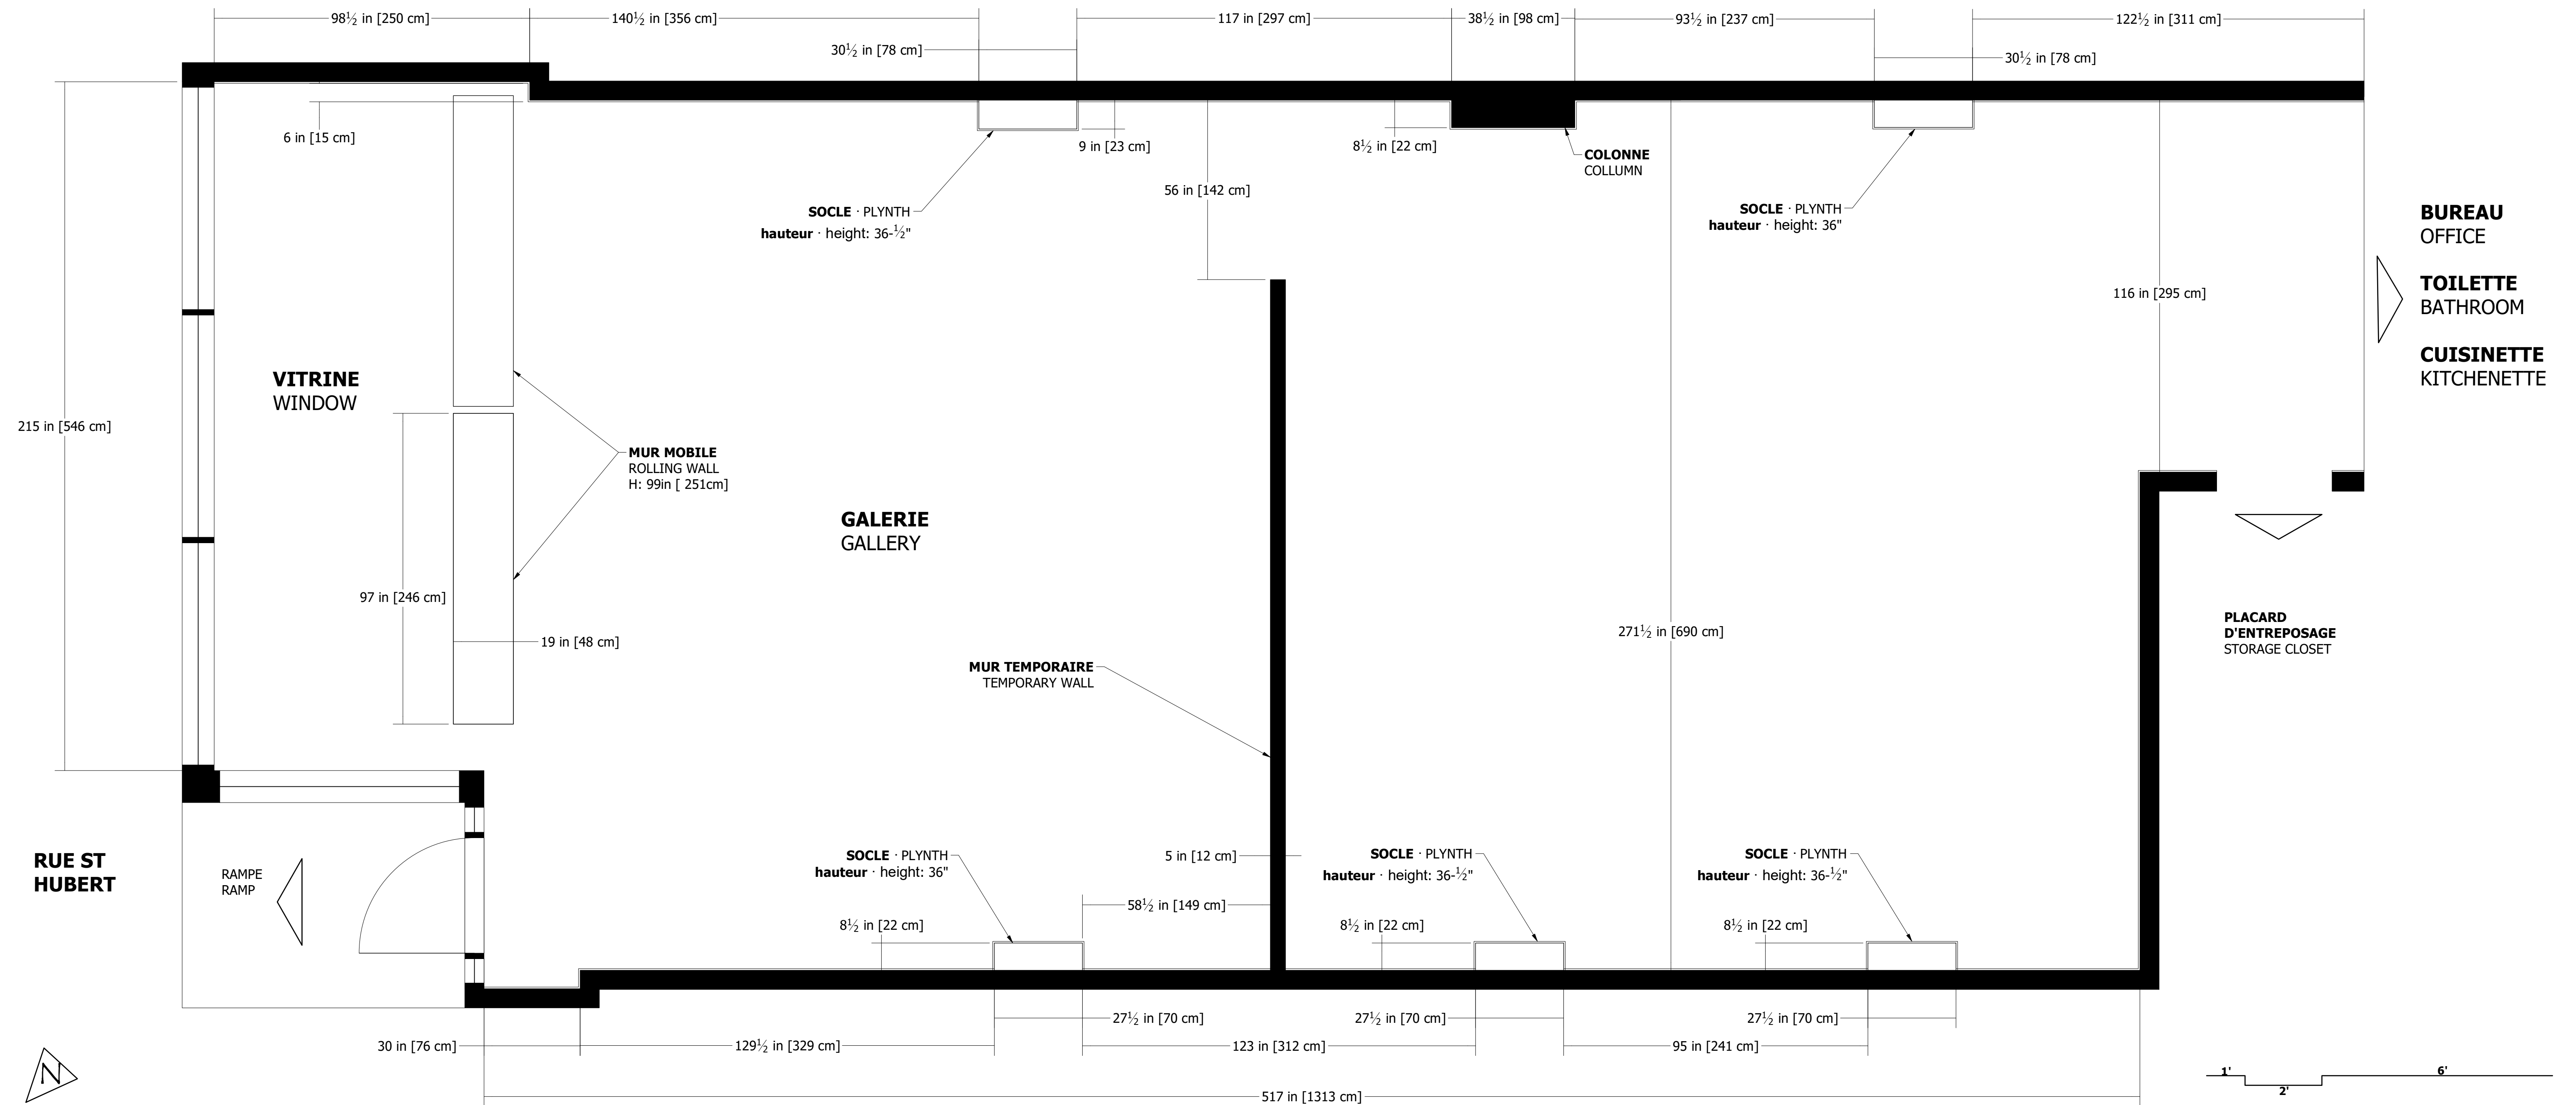 98½ in [250 cm]
140½ in [356 cm]
117 in [297 cm]
38½ in [98 cm]
93½ in [237 cm]
122½ in [311 cm]
30½ in [78 cm]
30½ in [78 cm]
6 in [15 cm]
9 in [23 cm]
8½ in [22 cm]
COLONNE
COLLUMN
56 in [142 cm]
SOCLE · PLYNTH
hauteur · height: 36-½"
SOCLE · PLYNTH
hauteur · height: 36"
BUREAU
OFFICE
TOILETTE
BATHROOM
CUISINETTE
KITCHENETTE
116 in [295 cm]
VITRINE
WINDOW
215 in [546 cm]
MUR MOBILE
ROLLING WALL
H: 99in [ 251cm]
GALERIE
GALLERY
97 in [246 cm]
19 in [48 cm]
271½ in [690 cm]
PLACARD
D'ENTREPOSAGE
STORAGE CLOSET
MUR TEMPORAIRE
TEMPORARY WALL
RUE ST
HUBERT
RAMPE
RAMP
SOCLE · PLYNTH
hauteur · height: 36"
5 in [12 cm]
SOCLE · PLYNTH
hauteur · height: 36-½"
SOCLE · PLYNTH
hauteur · height: 36-½"
58½ in [149 cm]
8½ in [22 cm]
8½ in [22 cm]
8½ in [22 cm]
27½ in [70 cm]
27½ in [70 cm]
27½ in [70 cm]
30 in [76 cm]
129½ in [329 cm]
123 in [312 cm]
95 in [241 cm]
517 in [1313 cm]
N
1'
2'
6'